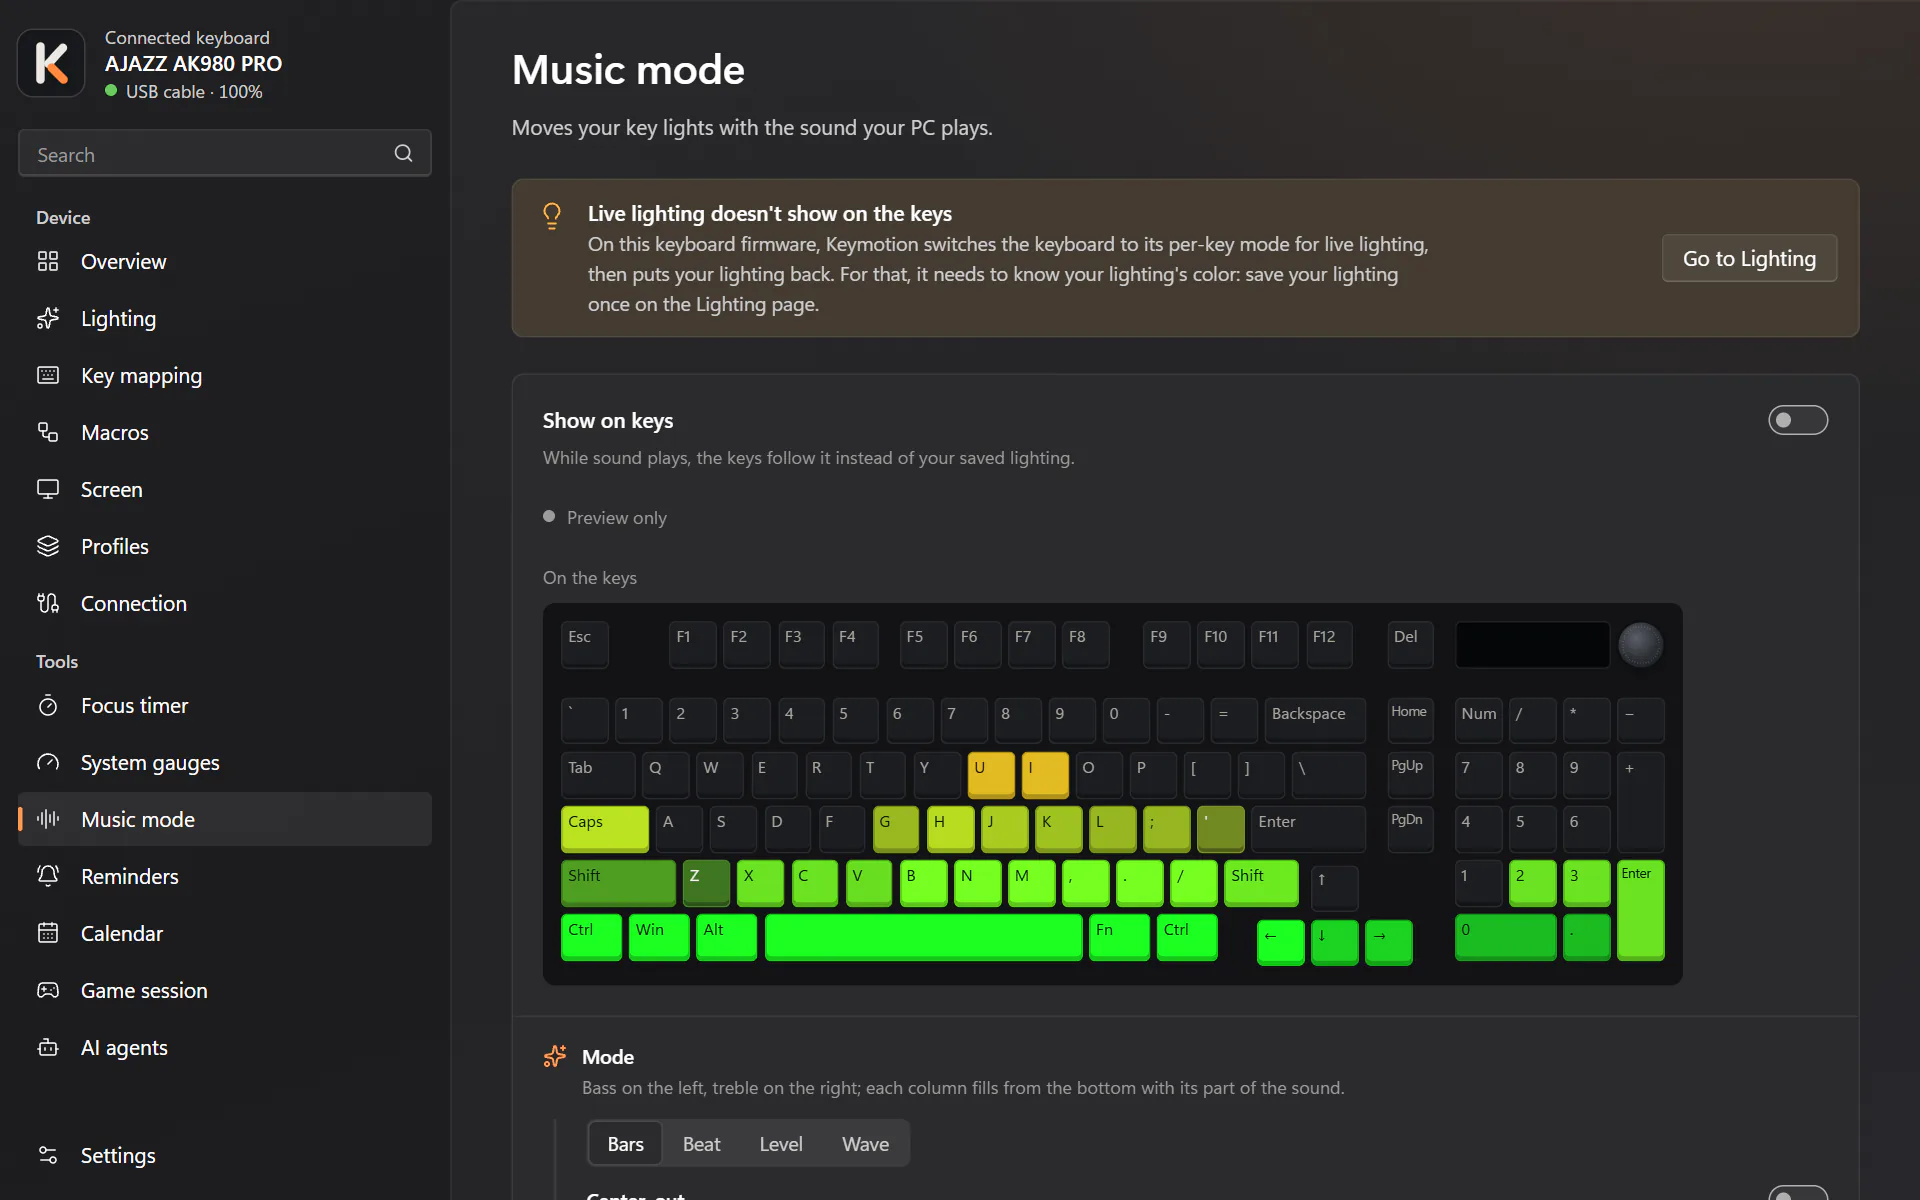 Connected keyboard
AJAZZ AK980 PRO
USB cable · 100%
Search
Device
Overview
Lighting
Key mapping
Macros
Screen
Profiles
Connection
Tools
Focus timer
System gauges
Music mode
Reminders
Calendar
Game session
AI agents
Settings
Music mode
Moves your key lights with the sound your PC plays.
Live lighting doesn't show on the keys
On this keyboard firmware, Keymotion switches the keyboard to its per-key mode for live lighting,
then puts your lighting back. For that, it needs to know your lighting's color: save your lighting
once on the Lighting page.
Go to Lighting
Show on keys
While sound plays, the keys follow it instead of your saved lighting.
Preview only
On the keys
Esc F1 F2 F3 F4 F5 F6 F7 F8 F9 F10 F11 F12 Del
` 1 2 3 4 5 6 7 8 9 0 - = Backspace Home Num / * −
Tab Q W E R T Y U I O P [ ] \ PgUp 7 8 9 +
Caps A S D F G H J K L ; ' Enter PgDn 4 5 6
Shift Z X C V B N M , . / Shift ↑ 1 2 3 Enter
Ctrl Win Alt Fn Ctrl ← ↓ → 0 .
Mode
Bass on the left, treble on the right; each column fills from the bottom with its part of the sound.
Bars Beat Level Wave